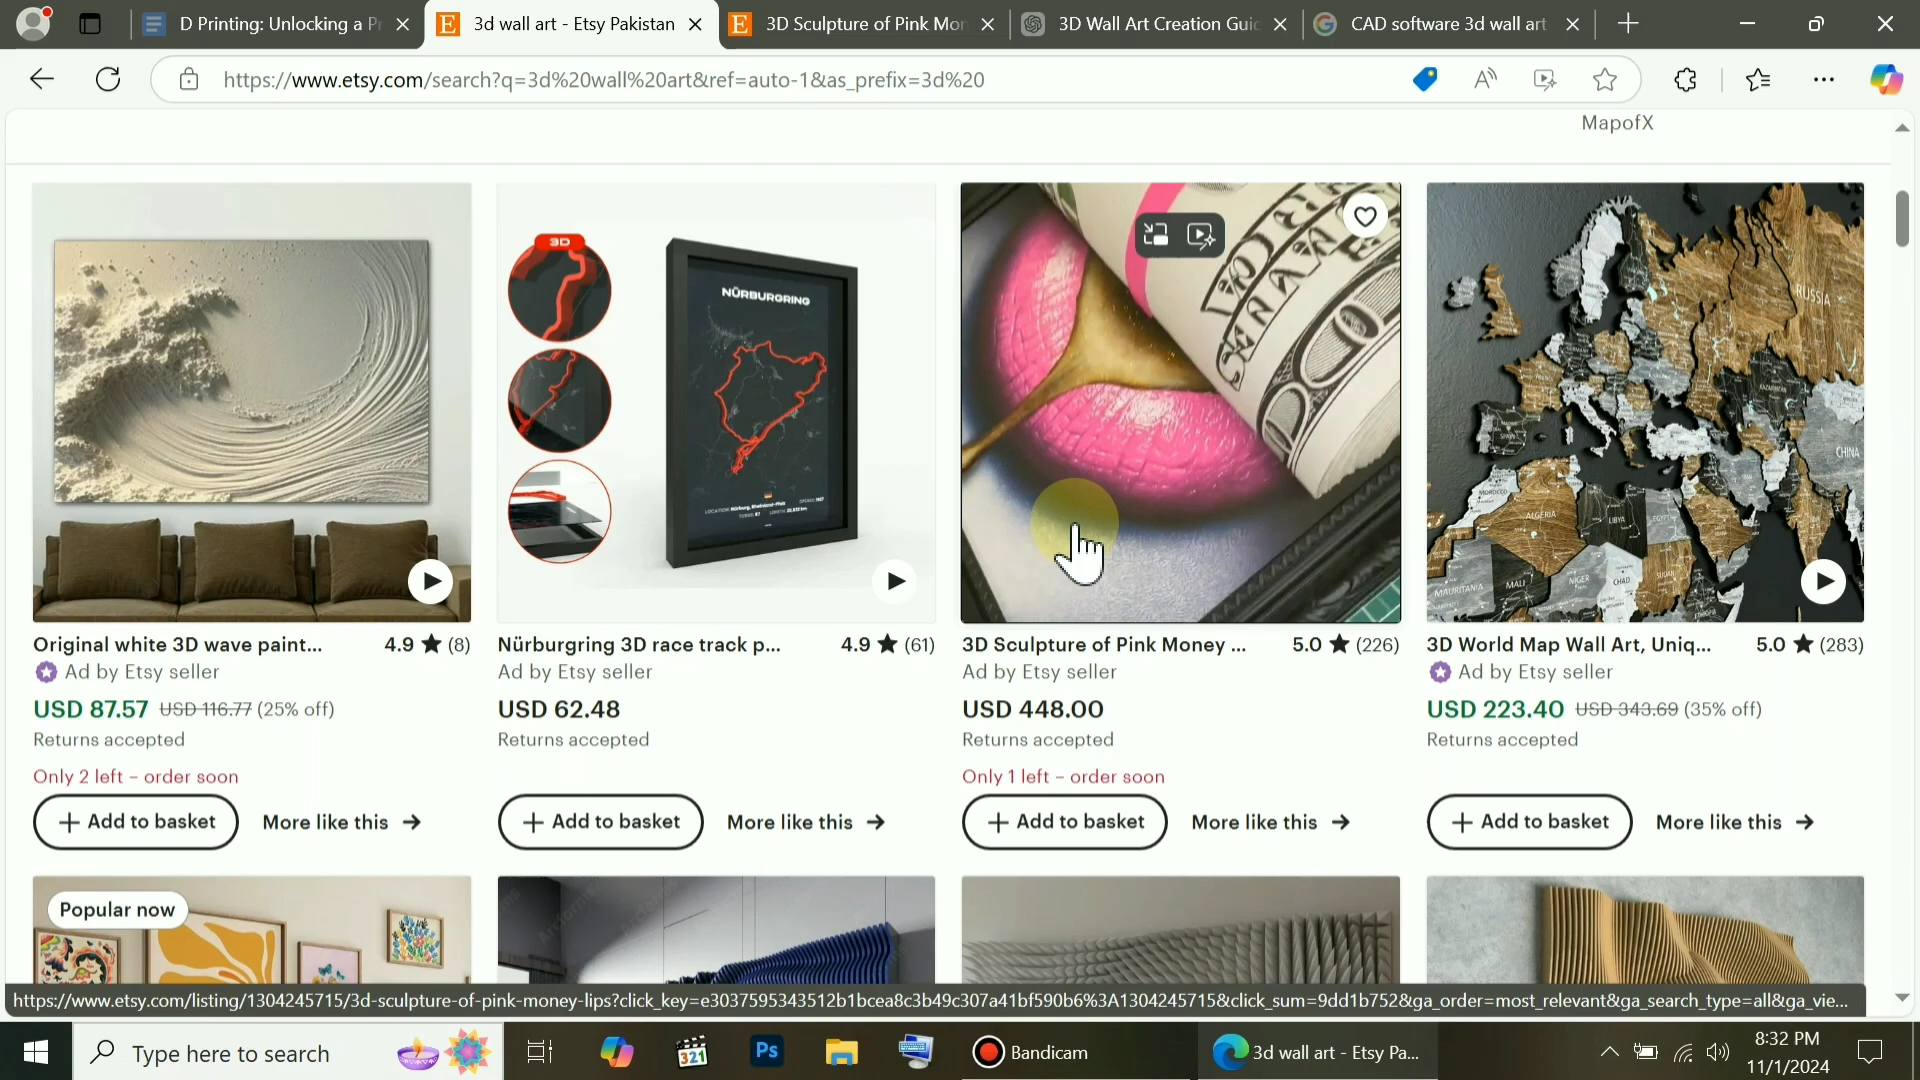 D Printing: Unlocking a Pr
3d wall art - Etsy Pakistan
3D Sculpture of Pink Mon
3D Wall Art Creation Guid
CAD software 3d wall art
https://www.etsy.com/search?q=3d%20wall%20art&ref=auto-1&as_prefix=3d%20
MapofX
3D
NÜRBURGRING
RUSSIA
CHINA
MOROCCO
ALGERIA
LIBYA
EGYPT
MAURITANIA
MALI
NIGER
CHAD
SUDAN
Original white 3D wave paint... 4.9 ★ (8)
Ad by Etsy seller
USD 87.57 USD 116.77 (25% off)
Returns accepted
Only 2 left – order soon
+ Add to basket More like this →
Nürburgring 3D race track p... 4.9 ★ (61)
Ad by Etsy seller
USD 62.48
Returns accepted
+ Add to basket More like this →
3D Sculpture of Pink Money ... 5.0 ★ (226)
Ad by Etsy seller
USD 448.00
Returns accepted
Only 1 left – order soon
+ Add to basket More like this →
3D World Map Wall Art, Uniq... 5.0 ★ (283)
Ad by Etsy seller
USD 223.40 USD 343.69 (35% off)
Returns accepted
+ Add to basket More like this →
Popular now
https://www.etsy.com/listing/1304245715/3d-sculpture-of-pink-money-lips?click_key=e3037595343512b1bcea8c3b49c307a41bf590b6%3A1304245715&click_sum=9dd1b752&ga_order=most_relevant&ga_search_type=all&ga_vie...
Type here to search
321
Ps
Bandicam
3d wall art - Etsy Pa...
8:32 PM
11/1/2024